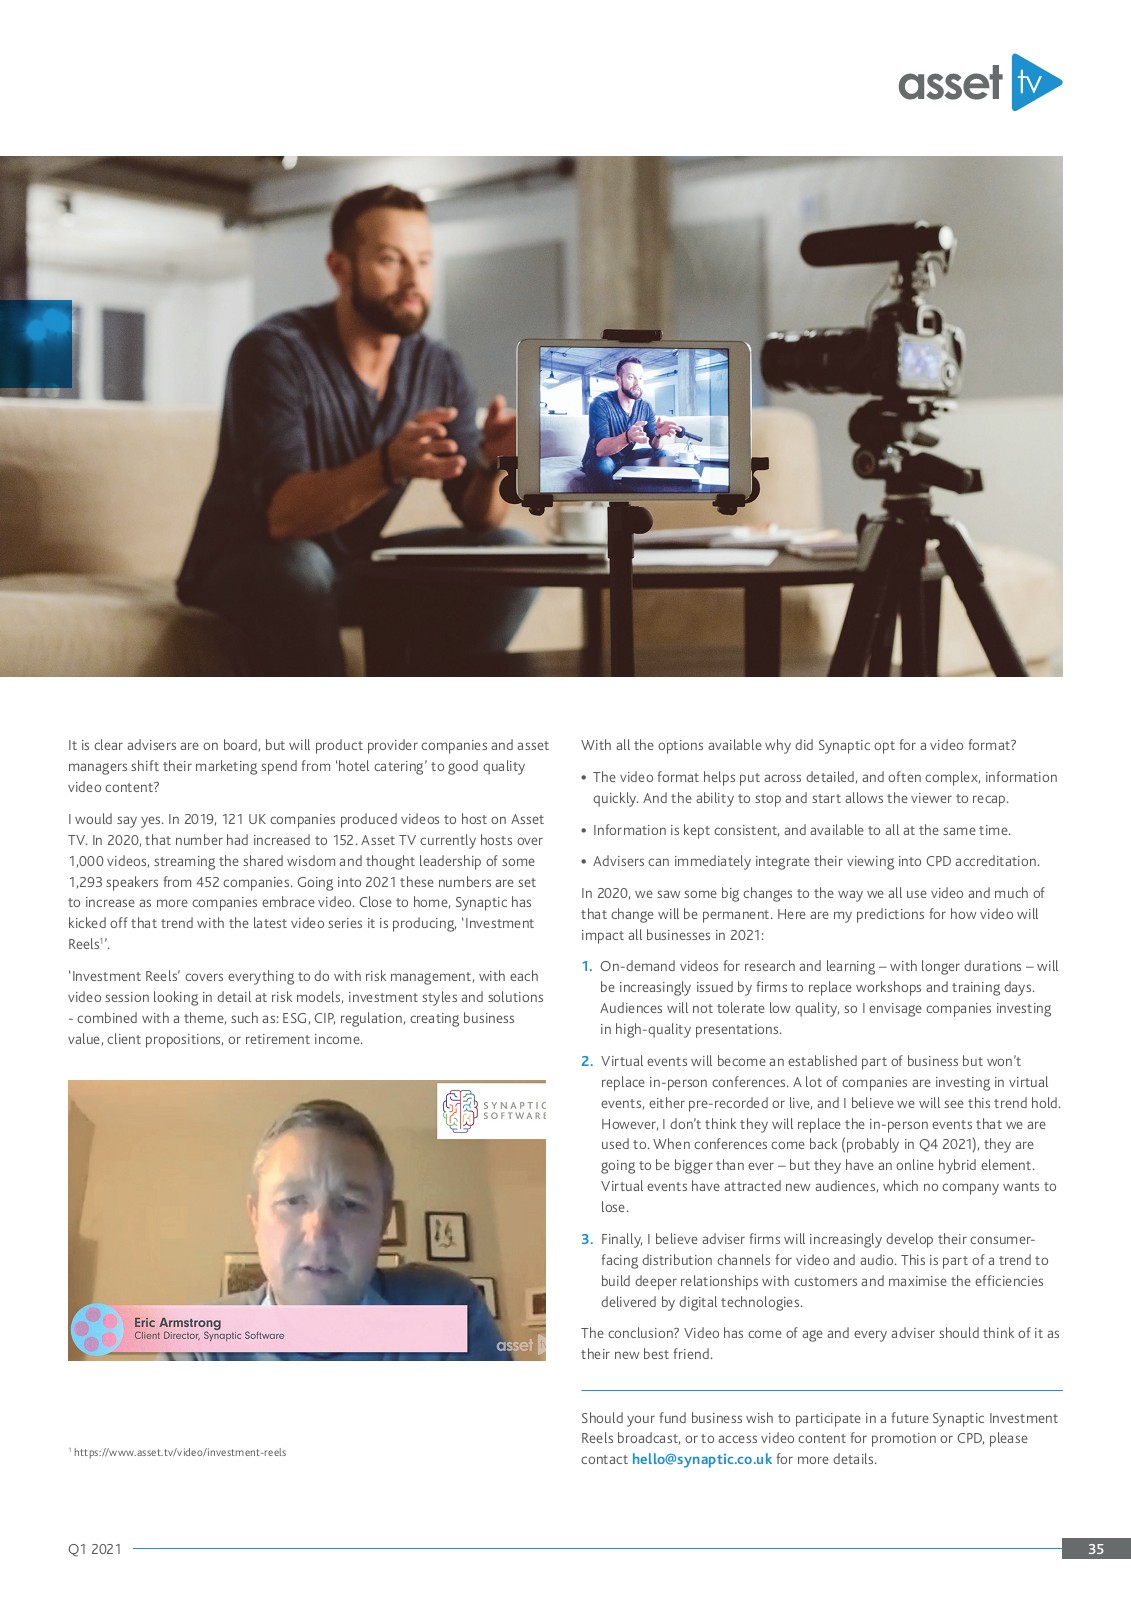 asset tv
It is clear advisers are on board, but will product provider companies and asset
managers shift their marketing spend from 'hotel catering' to good quality
video content?
I would say yes. In 2019, 121 UK companies produced videos to host on Asset
TV. In 2020, that number had increased to 152. Asset TV currently hosts over
1,000 videos, streaming the shared wisdom and thought leadership of some
1,293 speakers from 452 companies. Going into 2021 these numbers are set
to increase as more companies embrace video. Close to home, Synaptic has
kicked off that trend with the latest video series it is producing, 'Investment
Reels¹'.
'Investment Reels' covers everything to do with risk management, with each
video session looking in detail at risk models, investment styles and solutions
- combined with a theme, such as: ESG, CIP, regulation, creating business
value, client propositions, or retirement income.
SYNAPTIC
SOFTWARE
Eric Armstrong
Client Director, Synaptic Software
asset
¹ https://www.asset.tv/video/investment-reels
With all the options available why did Synaptic opt for a video format?
• The video format helps put across detailed, and often complex, information
quickly. And the ability to stop and start allows the viewer to recap.
• Information is kept consistent, and available to all at the same time.
• Advisers can immediately integrate their viewing into CPD accreditation.
In 2020, we saw some big changes to the way we all use video and much of
that change will be permanent. Here are my predictions for how video will
impact all businesses in 2021:
1. On-demand videos for research and learning – with longer durations – will
be increasingly issued by firms to replace workshops and training days.
Audiences will not tolerate low quality, so I envisage companies investing
in high-quality presentations.
2. Virtual events will become an established part of business but won't
replace in-person conferences. A lot of companies are investing in virtual
events, either pre-recorded or live, and I believe we will see this trend hold.
However, I don't think they will replace the in-person events that we are
used to. When conferences come back (probably in Q4 2021), they are
going to be bigger than ever – but they have an online hybrid element.
Virtual events have attracted new audiences, which no company wants to
lose.
3. Finally, I believe adviser firms will increasingly develop their consumer-
facing distribution channels for video and audio. This is part of a trend to
build deeper relationships with customers and maximise the efficiencies
delivered by digital technologies.
The conclusion? Video has come of age and every adviser should think of it as
their new best friend.
Should your fund business wish to participate in a future Synaptic Investment
Reels broadcast, or to access video content for promotion or CPD, please
contact hello@synaptic.co.uk for more details.
Q1 2021
35